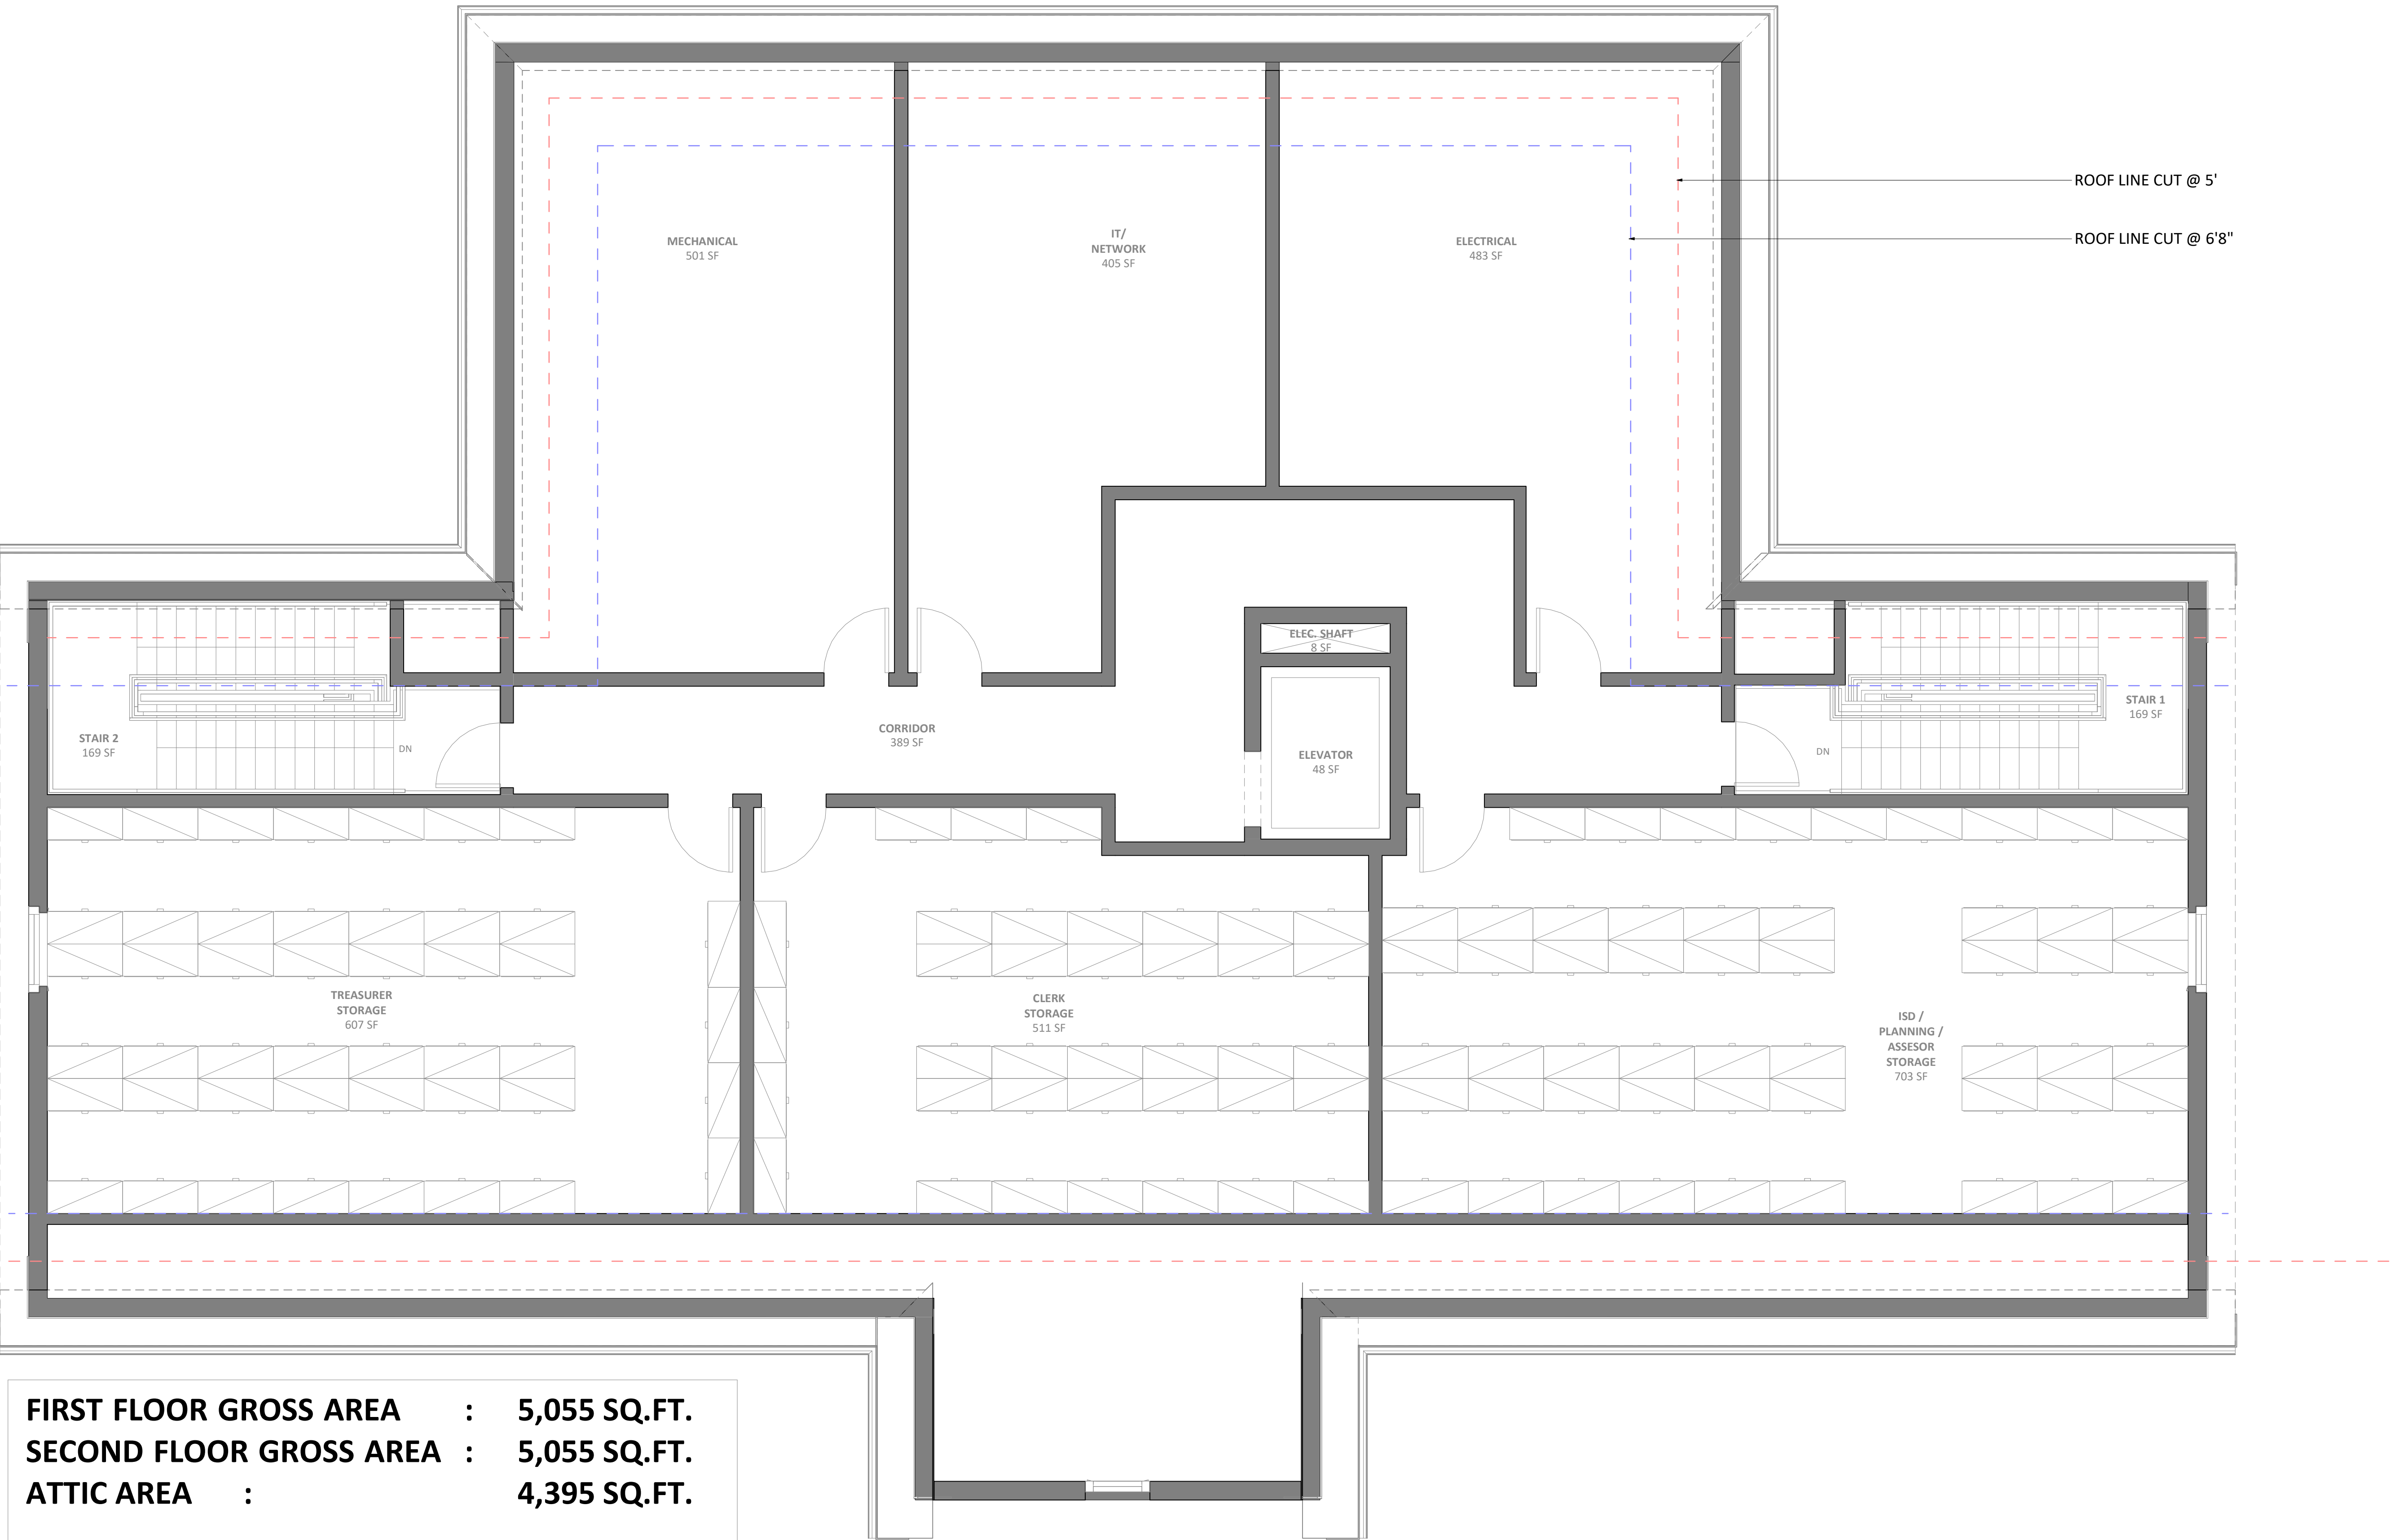 ROOF LINE CUT @ 5'
ROOF LINE CUT @ 6'8"
MECHANICAL
501 SF
IT/
NETWORK
405 SF
ELECTRICAL
483 SF
ELEC. SHAFT
8 SF
STAIR 2
169 SF
DN
CORRIDOR
389 SF
ELEVATOR
48 SF
DN
STAIR 1
169 SF
TREASURER
STORAGE
607 SF
CLERK
STORAGE
511 SF
ISD /
PLANNING /
ASSESOR
STORAGE
703 SF
FIRST FLOOR GROSS AREA : 5,055 SQ.FT.
SECOND FLOOR GROSS AREA : 5,055 SQ.FT.
ATTIC AREA : 4,395 SQ.FT.